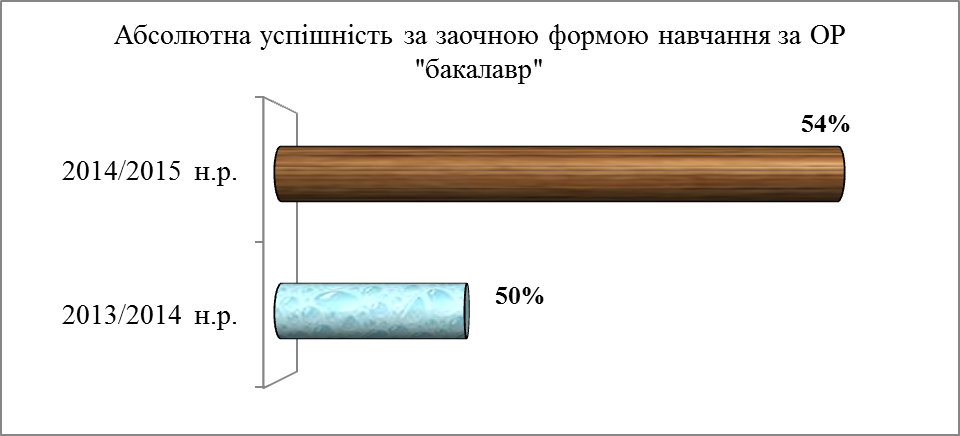 Абсолютна успішність за заочною формою навчання за ОР
"бакалавр"
54%
2014/2015 н.р.
50%
2013/2014 н.р.